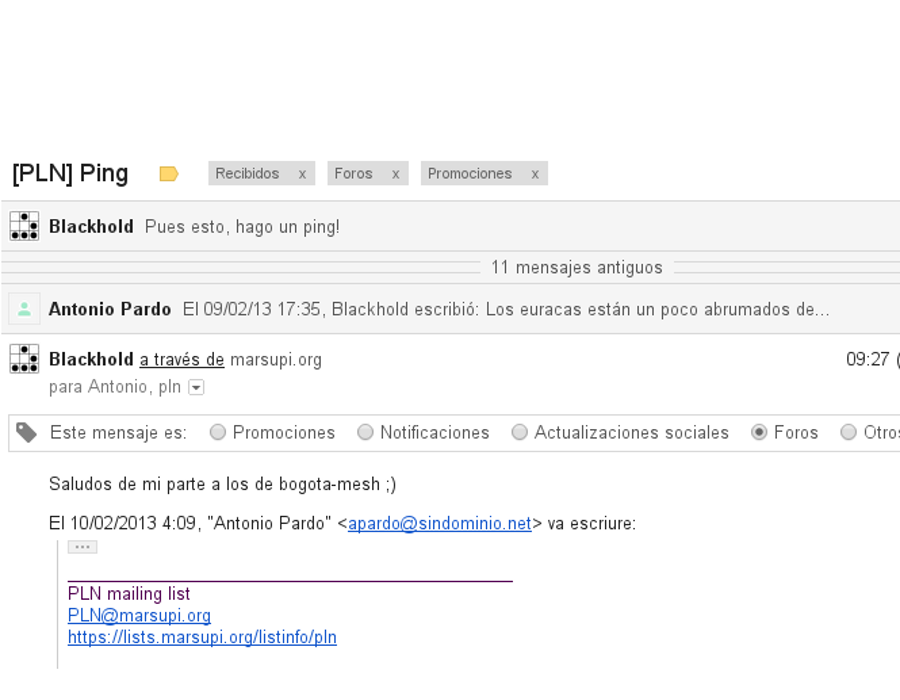 [PLN] Ping Recibidos x Foros x Promociones x
Blackhold Pues esto, hago un ping!
11 mensajes antiguos
Antonio Pardo El 09/02/13 17:35, Blackhold escribió: Los euracas están un poco abrumados de...
Blackhold a través de marsupi.org 09:27 (
para Antonio, pln
Este mensaje es: Promociones Notificaciones Actualizaciones sociales Foros Otros
Saludos de mi parte a los de bogota-mesh ;)
El 10/02/2013 4:09, "Antonio Pardo" <apardo@sindominio.net> va escriure:
...
PLN mailing list
PLN@marsupi.org
https://lists.marsupi.org/listinfo/pln